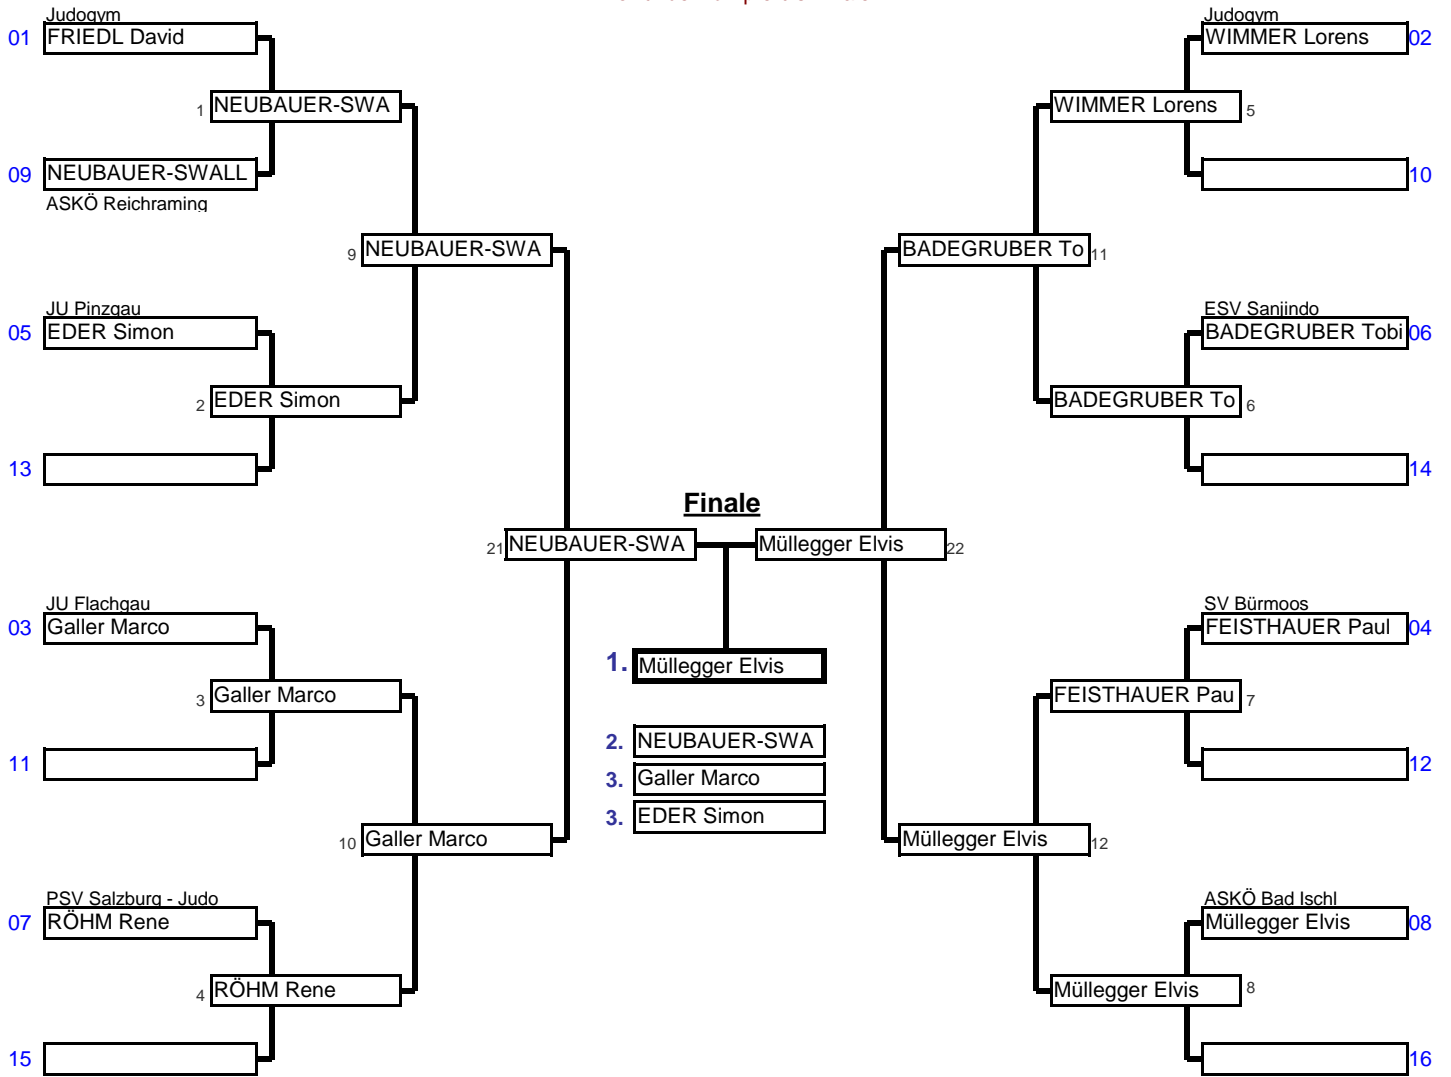 Judogym
01 FRIEDL David
1 NEUBAUER-SWA
09 NEUBAUER-SWALL
ASKÖ Reichraming
9 NEUBAUER-SWA
JU Pinzgau
05 EDER Simon
2 EDER Simon
13
21 NEUBAUER-SWA
JU Flachgau
03 Galler Marco
3 Galler Marco
11
10 Galler Marco
PSV Salzburg - Judo
07 RÖHM Rene
4 RÖHM Rene
15
Finale
1. Müllegger Elvis
2. NEUBAUER-SWA
3. Galler Marco
3. EDER Simon
Judogym
WIMMER Lorens 02
WIMMER Lorens 5
10
BADEGRUBER To 11
ESV Sanjindo
BADEGRUBER Tobi 06
BADEGRUBER To 6
14
Müllegger Elvis 22
SV Bürmoos
FEISTHAUER Paul 04
FEISTHAUER Pau 7
12
Müllegger Elvis 12
ASKÖ Bad Ischl
Müllegger Elvis 08
Müllegger Elvis 8
16